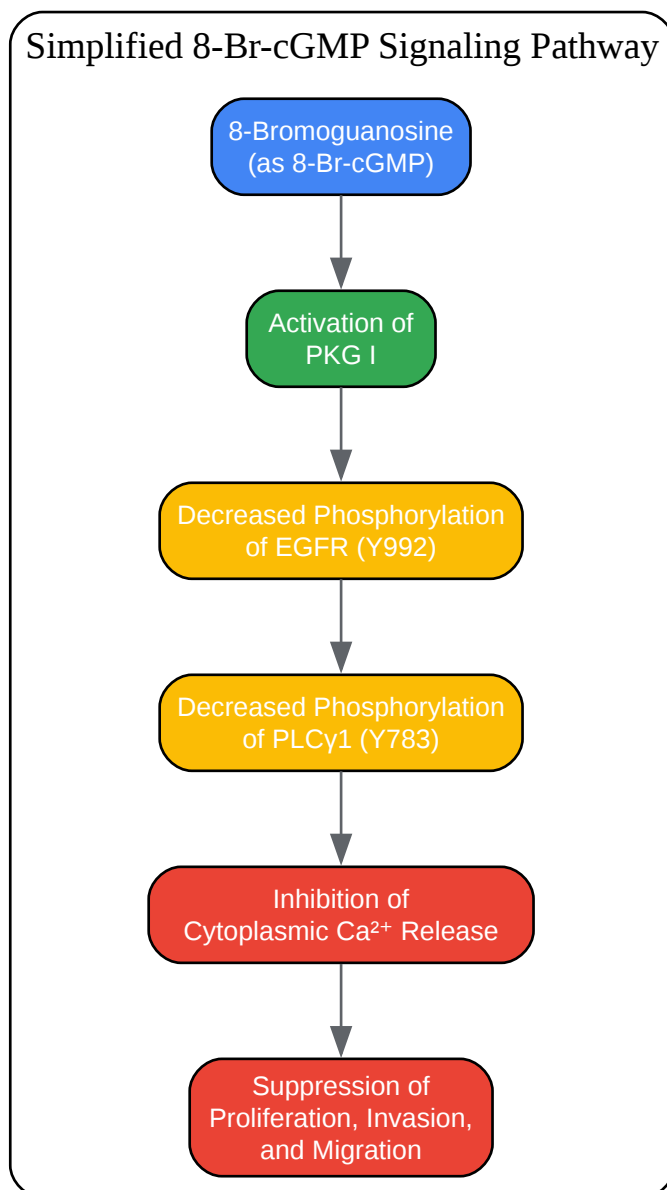 Simplified 8-Br-cGMP Signaling Pathway
8-Bromoguanosine
(as 8-Br-cGMP)
Activation of
PKG I
Decreased Phosphorylation
of EGFR (Y992)
Decreased Phosphorylation
of PLCγ1 (Y783)
Inhibition of
Cytoplasmic Ca²⁺ Release
Suppression of
Proliferation, Invasion,
and Migration